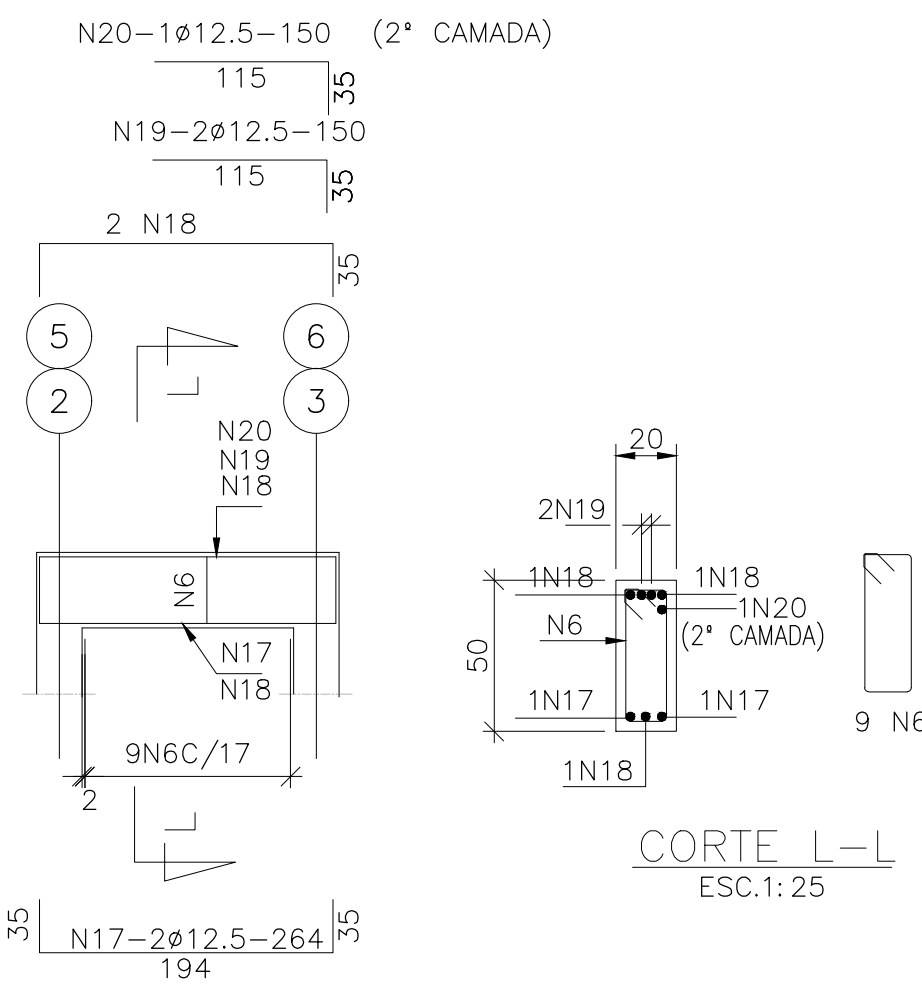 N20-1ø12.5-150 (2ª CAMADA)
115
35
N19-2ø12.5-150
115
35
2 N18
35
5
6
2
3
L
N20
N19
N18
N6
N17
N18
9N6C/17
2
L
35
N17-2ø12.5-264
35
194
20
2N19
1N18
1N18
1N20
(2ª CAMADA)
N6
50
1N17
1N17
1N18
9 N6
CORTE L-L
ESC.1:25